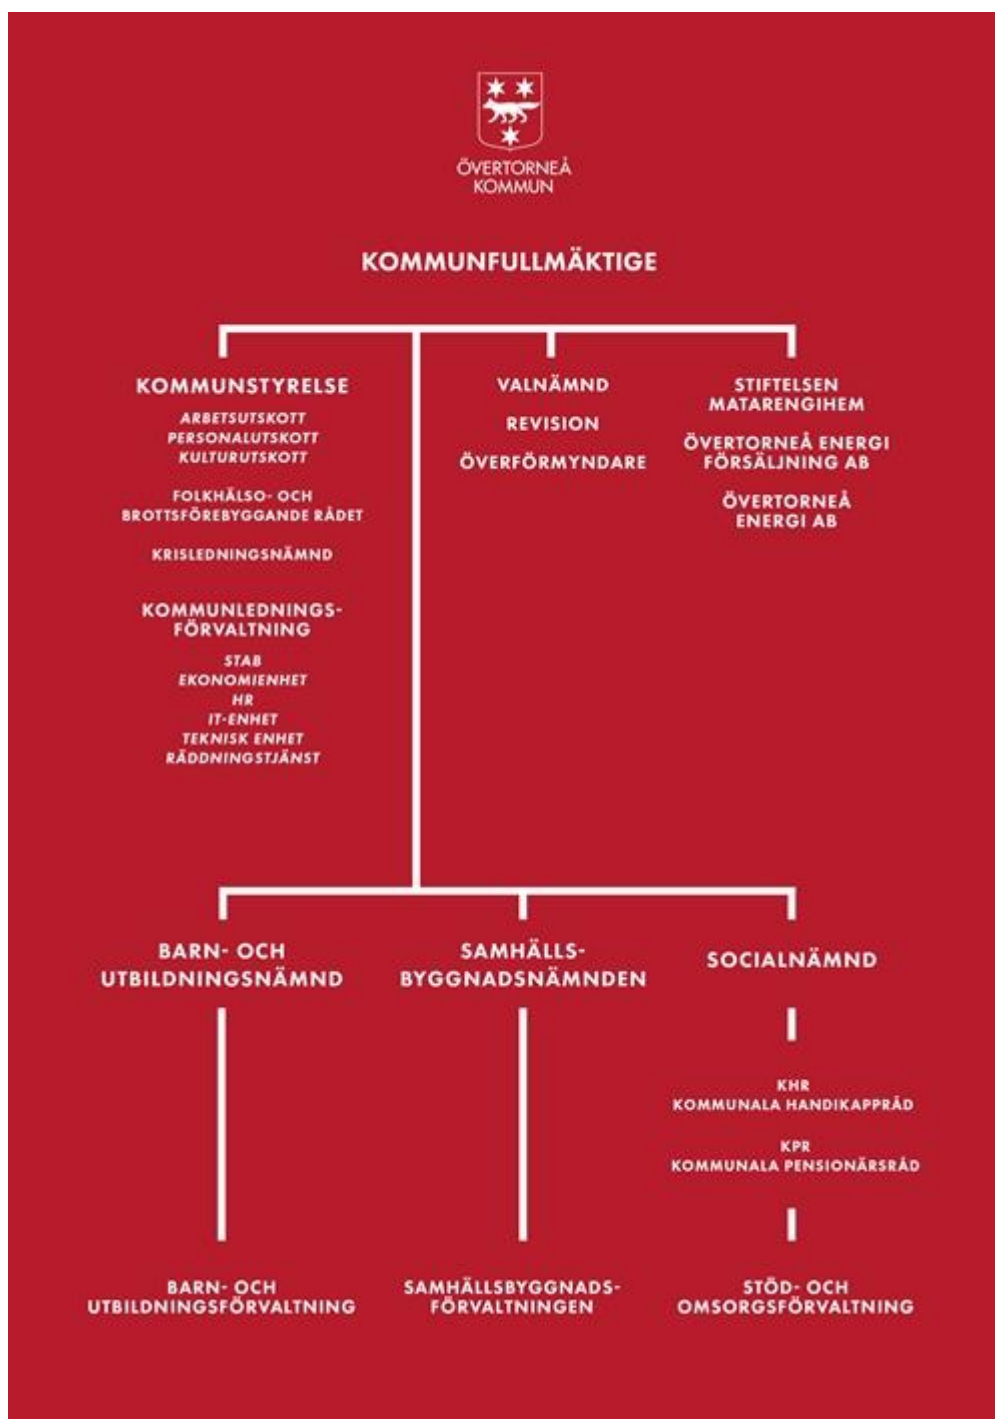 ÖVERTORNEÅ
KOMMUN
KOMMUNFULLMÄKTIGE
KOMMUNSTYRELSE
ARBETSUTSKOTT
PERSONALUTSKOTT
KULTURUTSKOTT
FOLKHÄLSO- OCH
BROTTSFÖREBYGGANDE RÅDET
KRISLEDNINGSNÄMND
KOMMUNLEDNINGS-
FÖRVALTNING
STAB
EKONOMIENHET
HR
IT-ENHET
TEKNISK ENHET
RÄDDNINGSTJÄNST
VALNÄMND
REVISION
ÖVERFÖRMYNDARE
STIFTELSEN
MATARENGIHEM
ÖVERTORNEÅ ENERGI
FÖRSÄLJNING AB
ÖVERTORNEÅ
ENERGI AB
BARN- OCH
UTBILDNINGSNÄMND
SAMHÄLLS-
BYGGNADSNÄMNDEN
SOCIALNÄMND
KHR
KOMMUNALA HANDIKAPPRÅD
KPR
KOMMUNALA PENSIONÄRSRÅD
BARN- OCH
UTBILDNINGSFÖRVALTNING
SAMHÄLLSBYGGNADS-
FÖRVALTNINGEN
STÖD- OCH
OMSORGSFÖRVALTNING